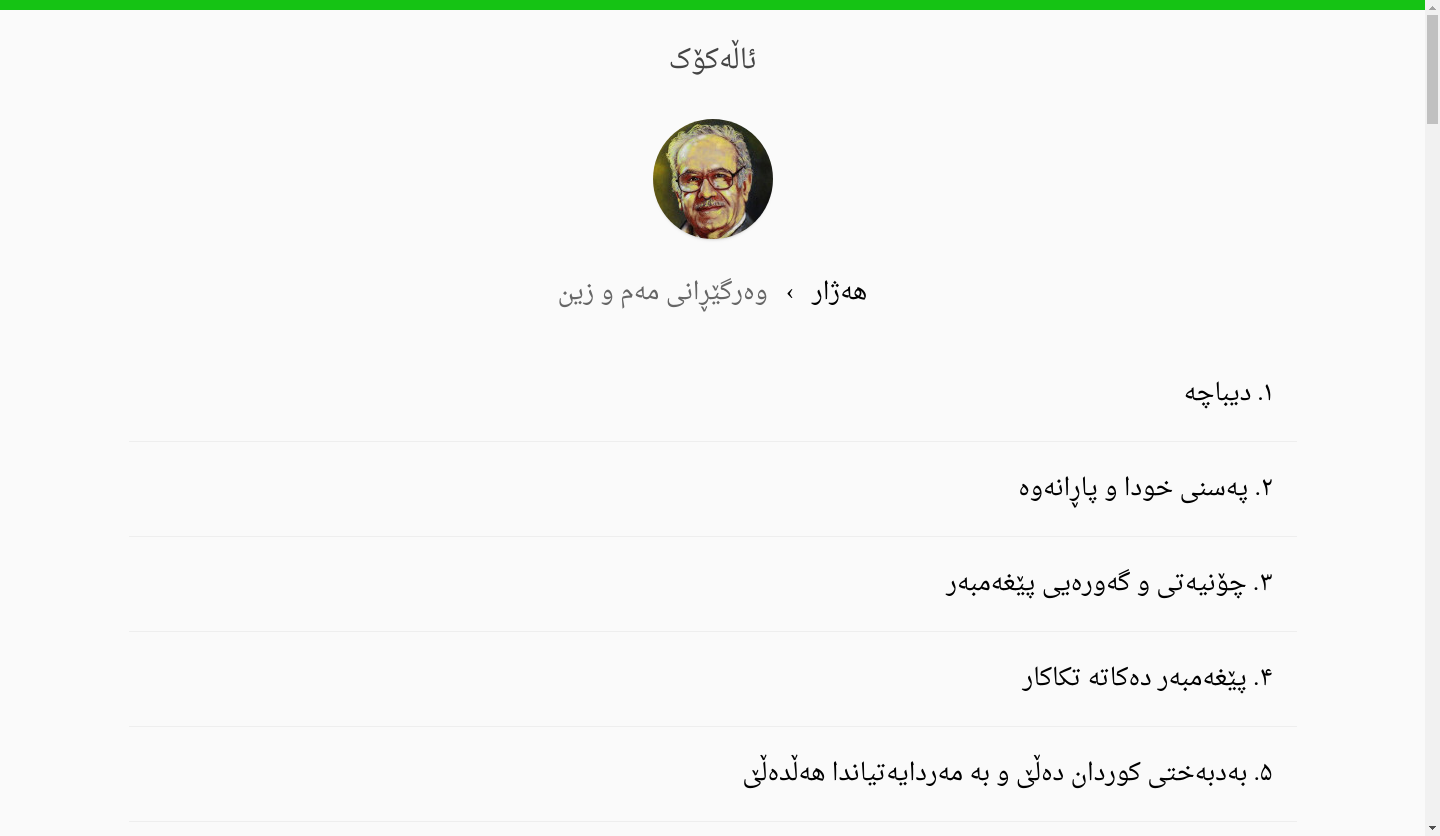 ئاڵەکۆک
هەژار › وەرگێڕانی مەم و زین
١. دیباچە
٢. پەسنی خودا و پاڕانەوە
٣. چۆنیەتی و گەورەیی پێغەمبەر
۴. پێغەمبەر دەکاتە تکاکار
۵. بەدبەختی کوردان دەڵێ و بە مەردایەتیاندا هەڵدەڵێ